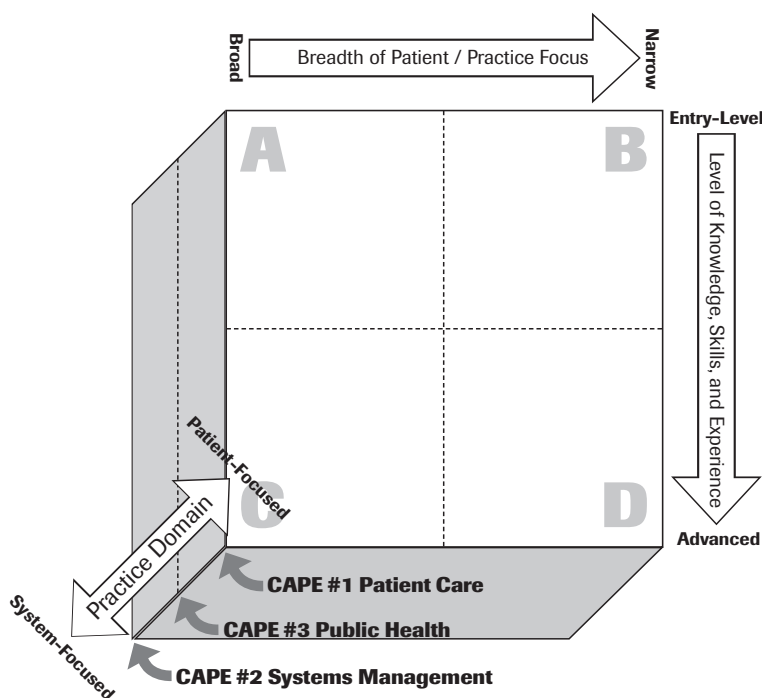 Broad
Breadth of Patient / Practice Focus
Narrow
A
B
Entry-Level
Level of Knowledge, Skills, and Experience
Patient-Focused
C
D
Advanced
Practice Domain
System-Focused
CAPE #1 Patient Care
CAPE #3 Public Health
CAPE #2 Systems Management